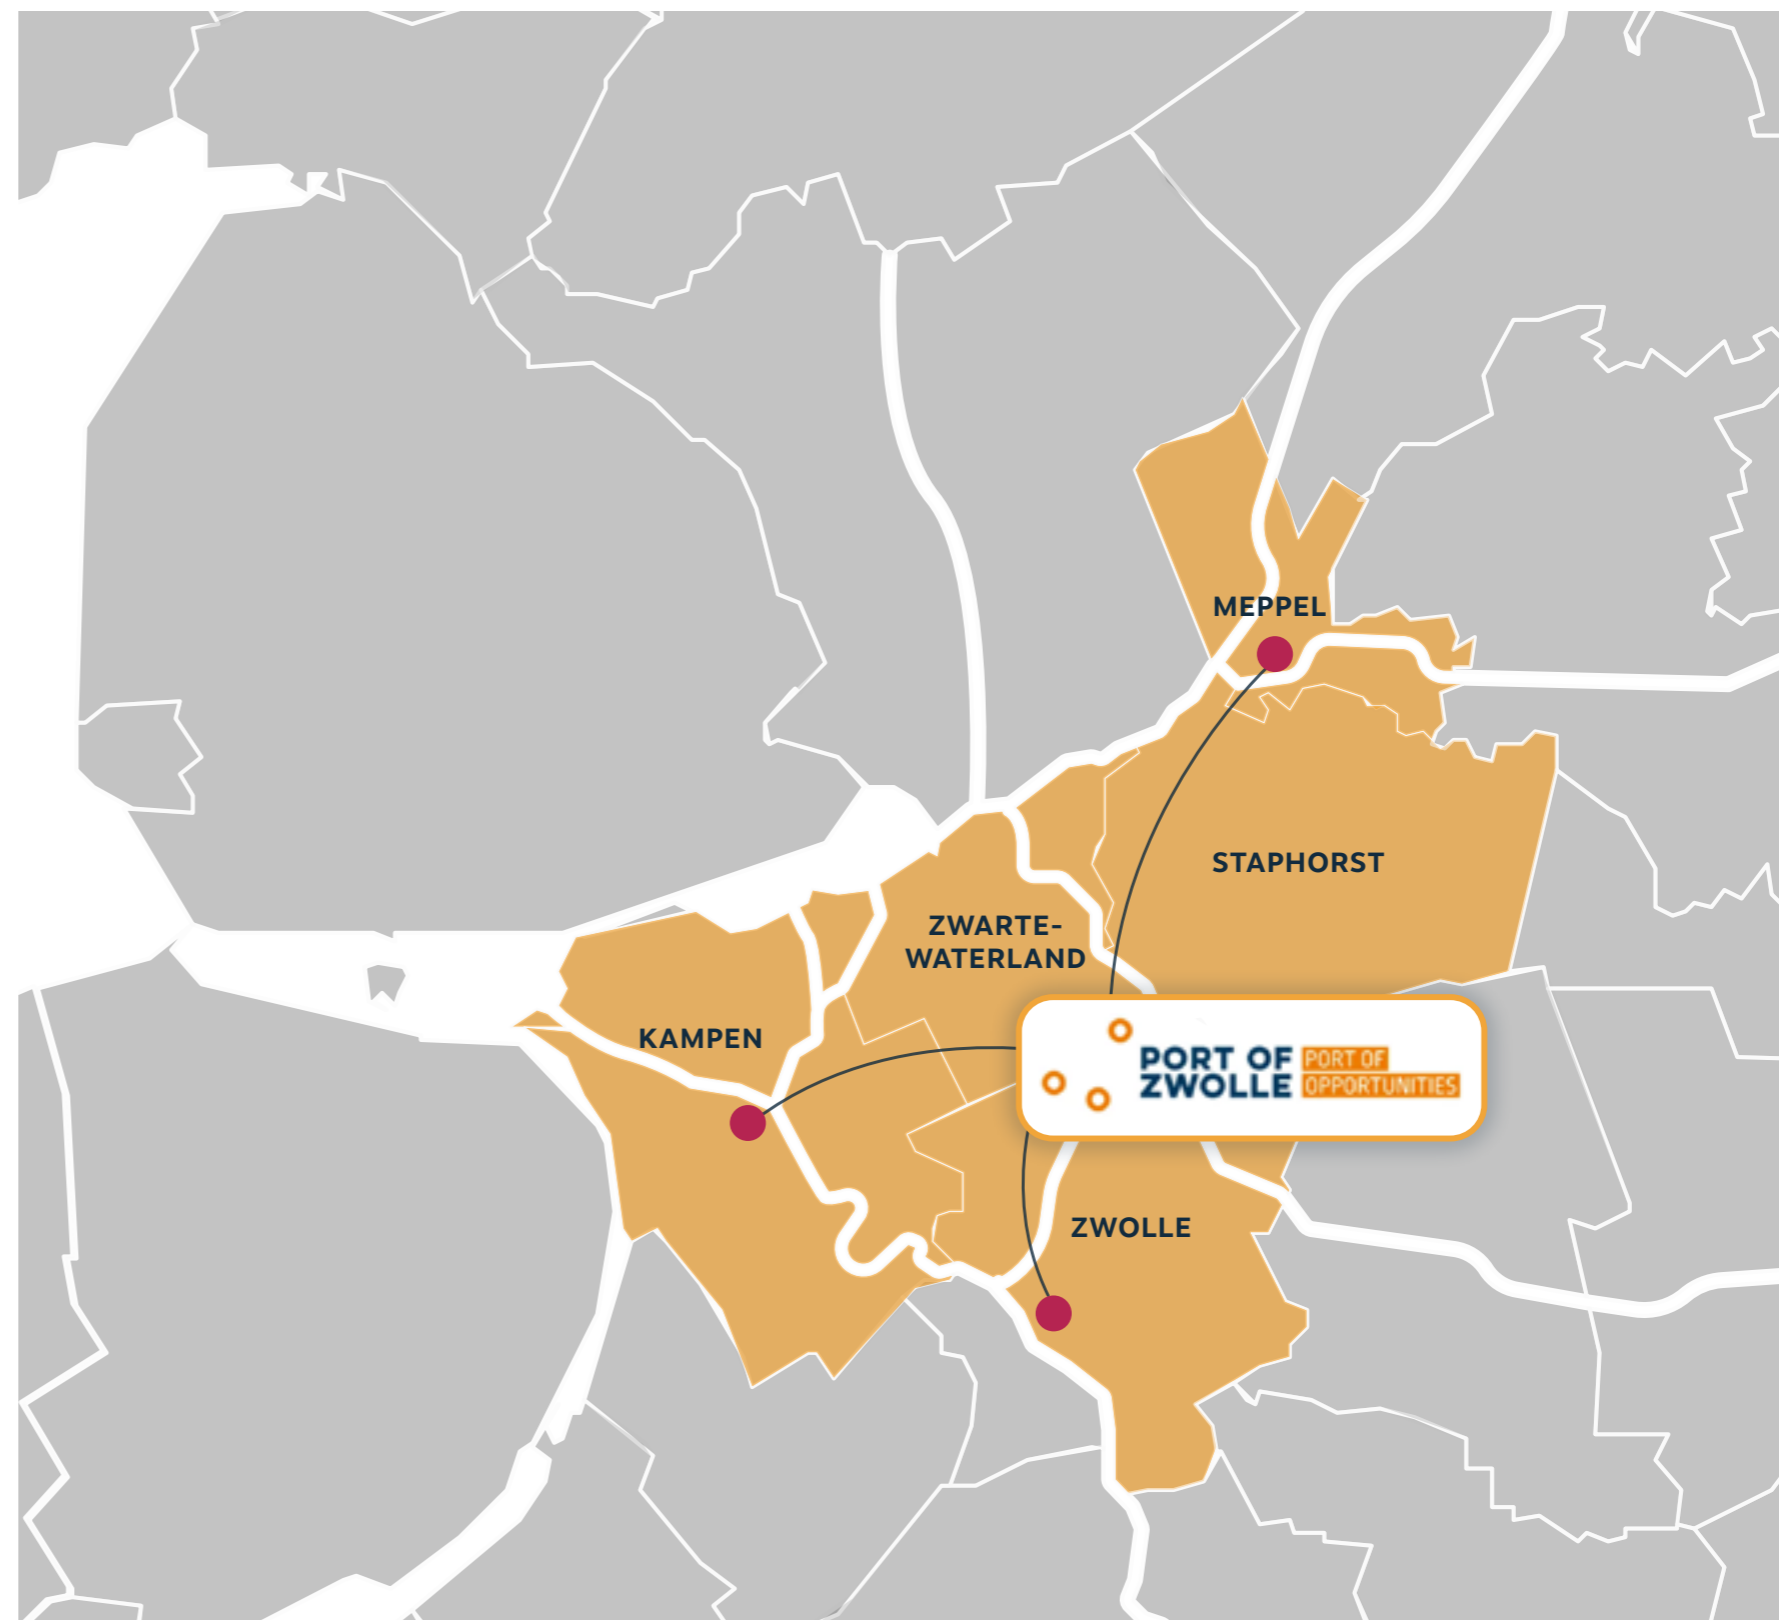 MEPPEL
STAPHORST
ZWARTE-
WATERLAND
KAMPEN
PORT OF
ZWOLLE
PORT OF
OPPORTUNITIES
ZWOLLE